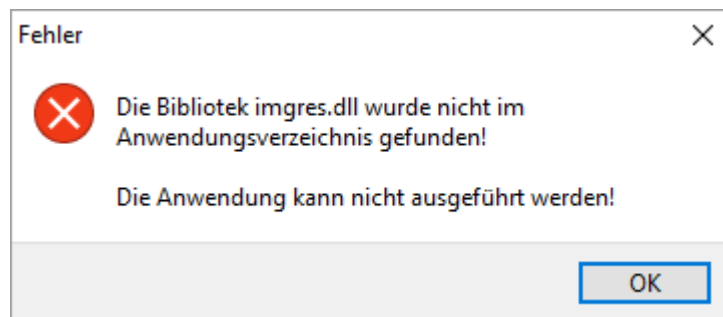 Fehler
Die Bibliotek imgres.dll wurde nicht im
Anwendungsverzeichnis gefunden!
Die Anwendung kann nicht ausgeführt werden!
OK